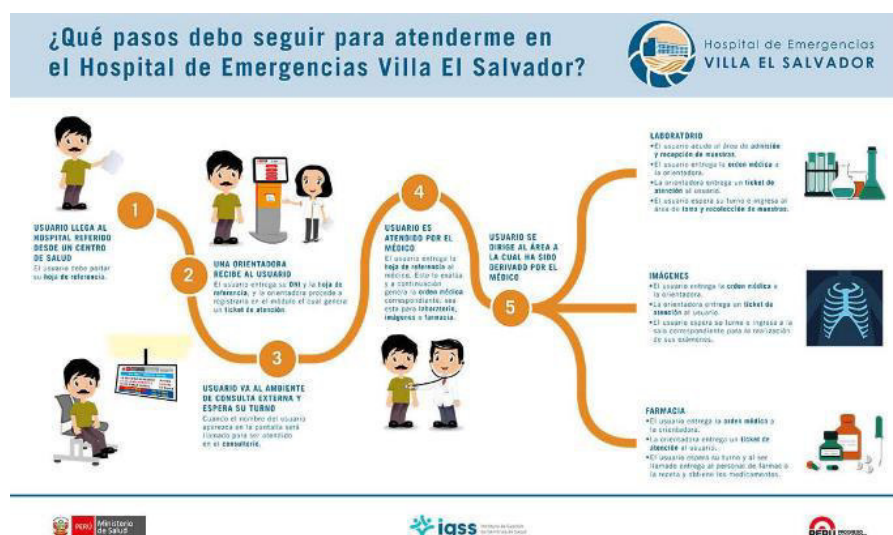 ¿Qué pasos debo seguir para atenderme en
el Hospital de Emergencias Villa El Salvador?
Hospital de Emergencias
VILLA EL SALVADOR
1
USUARIO LLEGA AL
HOSPITAL REFERIDO
DESDE UN CENTRO
DE SALUD
El usuario debe portar
su hoja de referencia.
2
UNA ORIENTADORA
RECIBE AL USUARIO
El usuario entrega su DNI y la hoja de
referencia, y la orientadora procede a
registrarla en el módulo el cual genera
un ticket de atención.
3
USUARIO VA AL AMBIENTE
DE CONSULTA EXTERNA Y
ESPERA SU TURNO
Cuando el nombre del usuario
aparezca en la pantalla será
llamado para ser atendido
en el consultorio.
4
USUARIO ES
ATENDIDO POR EL
MÉDICO
El usuario entrega la
hoja de referencia al
médico. Este lo evalúa
y a continuación
genera la orden médica
correspondiente, sea
esta para laboratorio,
imágenes o farmacia.
USUARIO SE
DIRIGE AL ÁREA A
LA CUAL HA SIDO
DERIVADO POR EL
MÉDICO
5
LABORATORIO
•El usuario acude al área de admisión
y recepción de muestras.
•El usuario entrega la orden médica a
la orientadora.
•La orientadora entrega un ticket de
atención al usuario.
•El usuario espera su turno e ingresa al
área de toma y recolección de muestras.
IMÁGENES
•El usuario entrega la orden médica a
la orientadora.
•La orientadora entrega un ticket de
atención al usuario.
•El usuario espera su turno e ingresa a la
sala correspondiente para la realización
de sus exámenes.
FARMACIA
•El usuario entrega la orden médica a
la orientadora.
•La orientadora entrega un ticket de
atención al usuario.
•El usuario espera su turno y al ser
llamado entrega al personal de farmacia
la receta y obtiene los medicamentos.
PERÚ
Ministerio
de Salud
iass
PERU PROGRESO